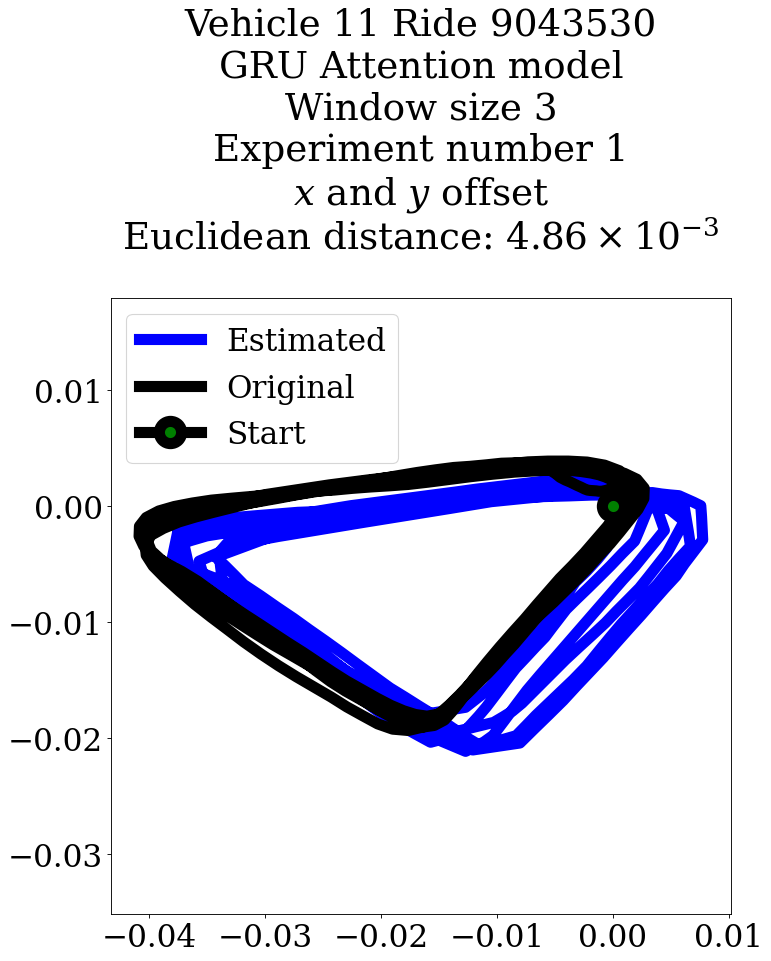 Vehicle 11 Ride 9043530
GRU Attention model
Window size 3
Experiment number 1
x and y offset
Euclidean distance: 4.86 × 10⁻³
Estimated
Original
Start
0.01
0.00
−0.01
−0.02
−0.03
−0.04 −0.03 −0.02 −0.01 0.00 0.01